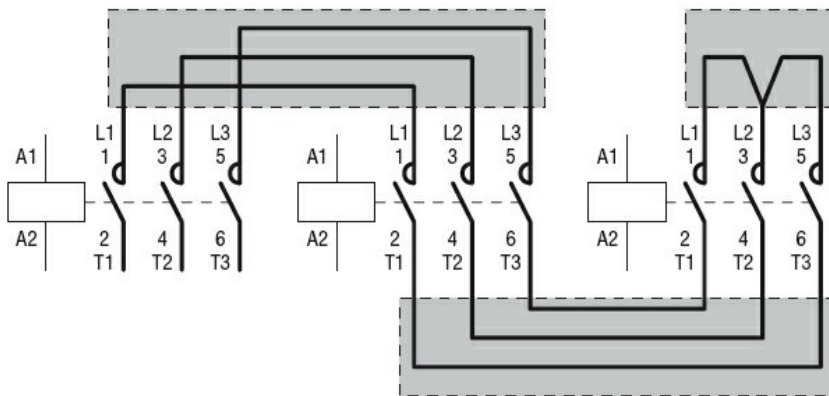 L1 L2 L3 L1 L2 L3 L1 L2 L3
A1 1 3 5 A1 1 3 5 A1 1 3 5
A2 2 4 6 A2 2 4 6 A2 2 4 6
T1 T2 T3 T1 T2 T3 T1 T2 T3